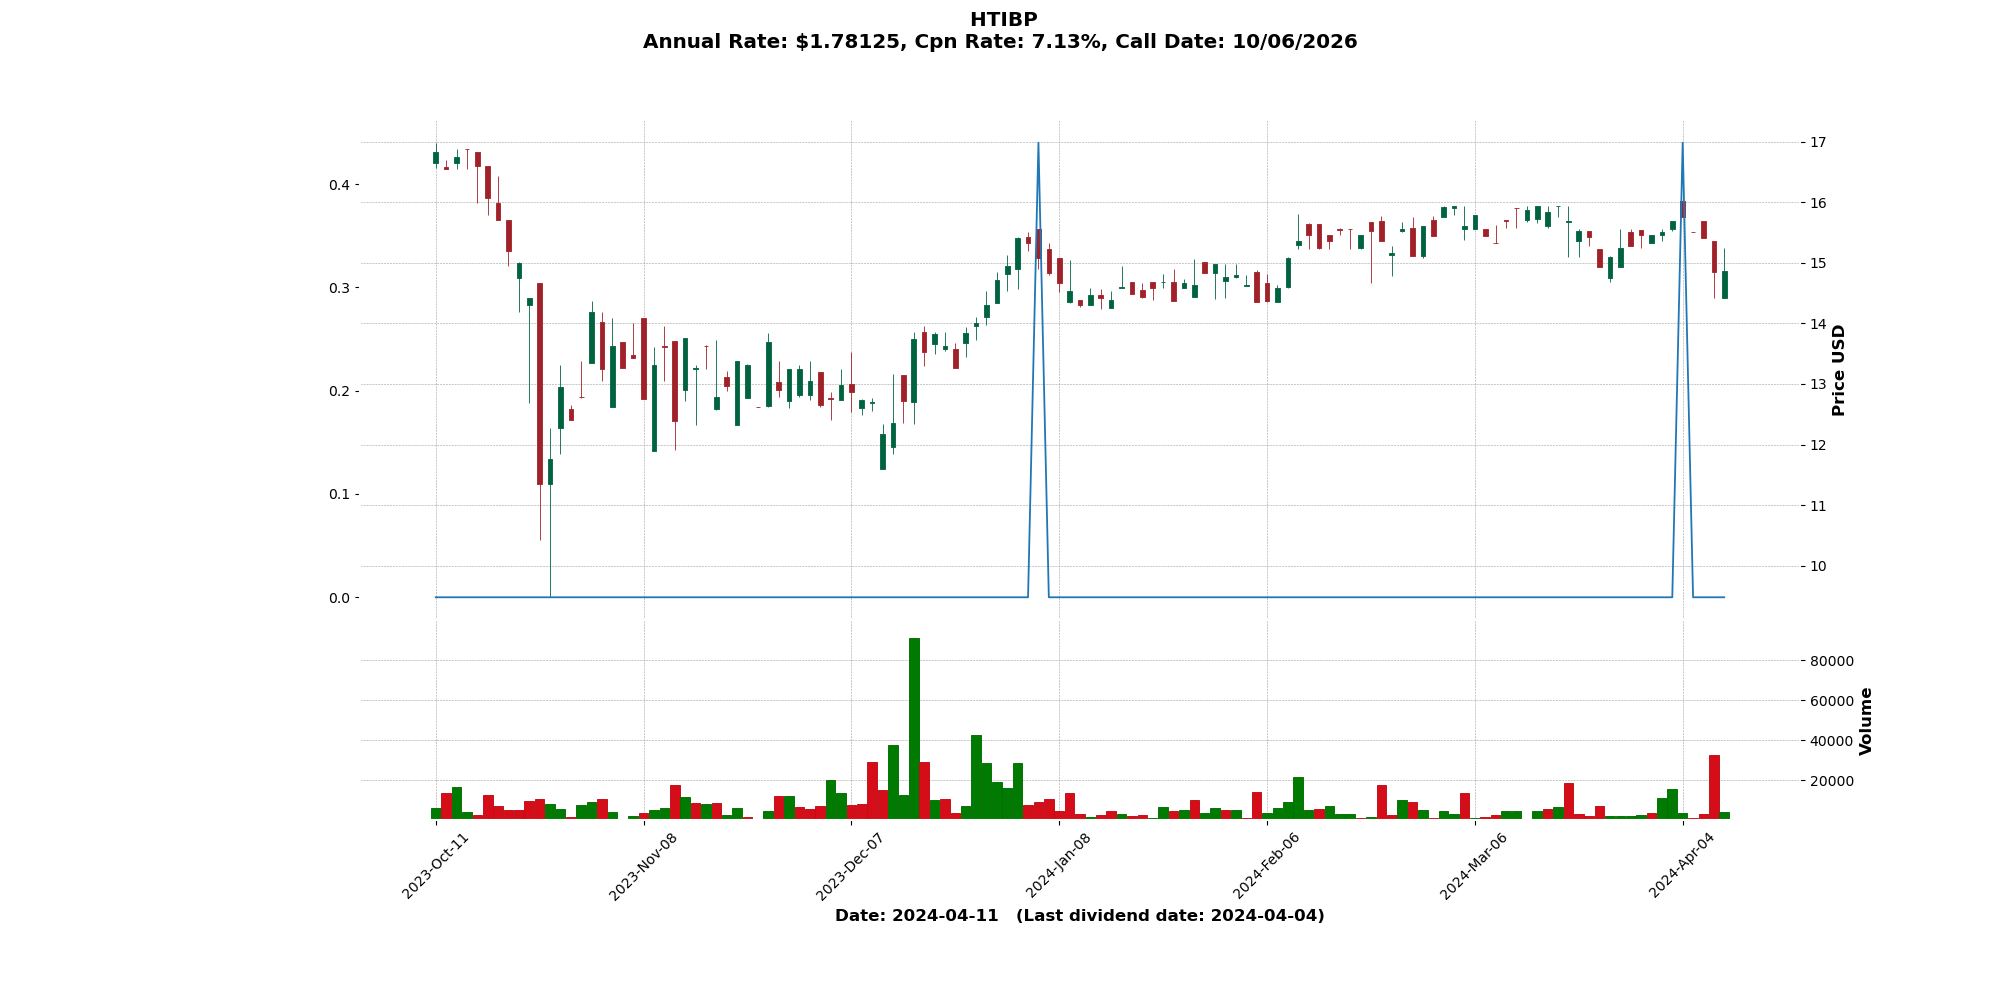 HTIBP
Annual Rate: $1.78125, Cpn Rate: 7.13%, Call Date: 10/06/2026
0.4
0.3
0.2
0.1
0.0
17
16
15
14
13
12
11
10
Price USD
80000
60000
40000
20000
Volume
2023-Oct-11
2023-Nov-08
2023-Dec-07
2024-Jan-08
2024-Feb-06
2024-Mar-06
2024-Apr-04
Date: 2024-04-11 (Last dividend date: 2024-04-04)